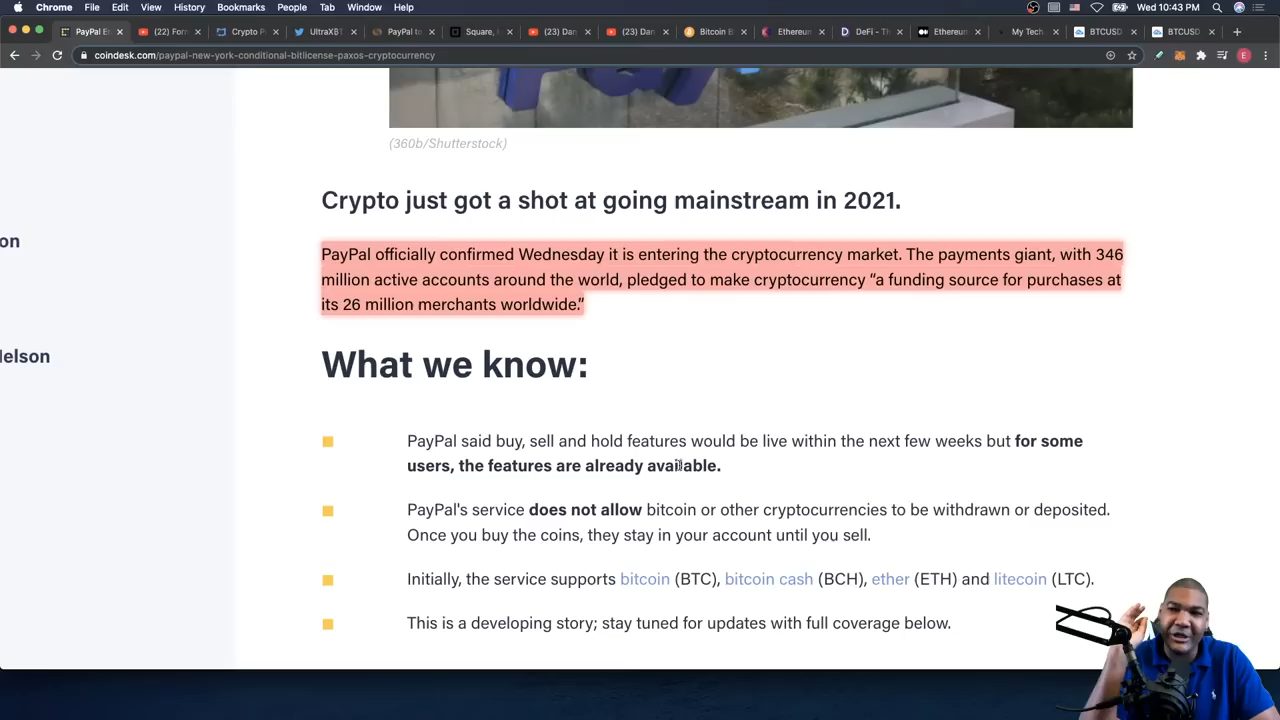 Chrome File Edit View History Bookmarks People Tab Window Help
Wed 10:43 PM
PayPal E
(22) Forr
Crypto P
UltraXBT
PayPal to
Square, 
(23) Dan
(23) Dan
Bitcoin B
Ethereun
DeFi - Th
Ethereun
My Tech
BTCUSD
BTCUSD
coindesk.com/paypal-new-york-conditional-bitlicense-paxos-cryptocurrency
E
(360b/Shutterstock)
Crypto just got a shot at going mainstream in 2021.
on
PayPal officially confirmed Wednesday it is entering the cryptocurrency market. The payments giant, with 346
million active accounts around the world, pledged to make cryptocurrency “a funding source for purchases at
its 26 million merchants worldwide.”
lelson
What we know:
PayPal said buy, sell and hold features would be live within the next few weeks but for some
users, the features are already available.
PayPal's service does not allow bitcoin or other cryptocurrencies to be withdrawn or deposited.
Once you buy the coins, they stay in your account until you sell.
Initially, the service supports bitcoin (BTC), bitcoin cash (BCH), ether (ETH) and litecoin (LTC).
This is a developing story; stay tuned for updates with full coverage below.